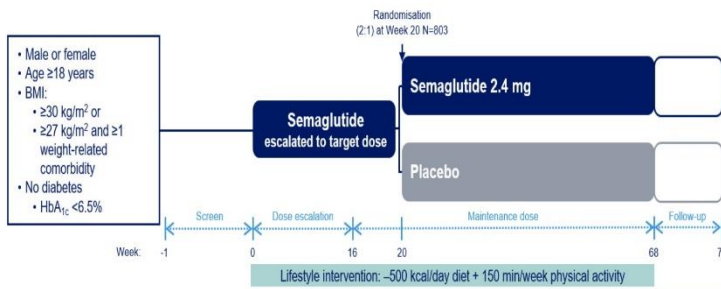 Randomisation
(2:1) at Week 20 N=803
• Male or female
• Age ≥18 years
• BMI:
• ≥30 kg/m² or
• ≥27 kg/m² and ≥1
weight-related
comorbidity
• No diabetes
• HbA1c <6.5%
Semaglutide
escalated to target dose
Semaglutide 2.4 mg
Placebo
Screen
Dose escalation
Maintenance dose
Follow-up
Week: -1 0 16 20 68 7
Lifestyle intervention: –500 kcal/day diet + 150 min/week physical activity